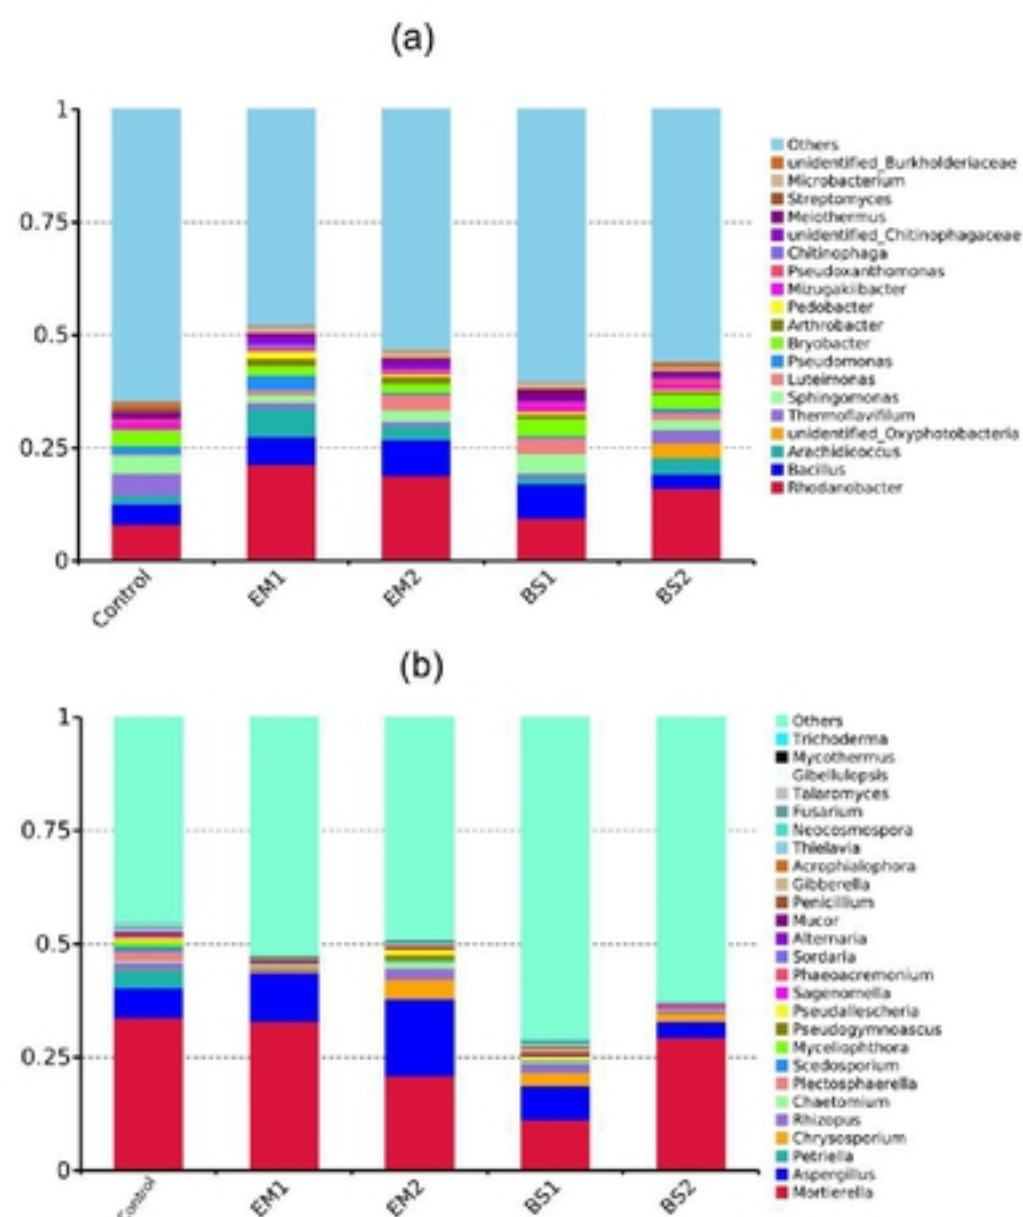 (a)
1
0.75
0.5
0.25
0
Control
EM1
EM2
BS1
BS2
Others
unidentified_Burkholderiaceae
Microbacterium
Streptomyces
Meiothermus
unidentified_Chitinophagaceae
Chitinophaga
Pseudoxanthomonas
Mizugakiibacter
Pedobacter
Arthrobacter
Bryobacter
Pseudomonas
Luteimonas
Sphingomonas
Thermoflavifilum
unidentified_Oxyphotobacteria
Arachidicoccus
Bacillus
Rhodanobacter
(b)
1
0.75
0.5
0.25
0
Control
EM1
EM2
BS1
BS2
Others
Trichoderma
Mycothermus
Gibellulopsis
Talaromyces
Fusarium
Neocosmospora
Thielavia
Acrophialophora
Gibberella
Penicillium
Mucor
Alternaria
Sordaria
Phaeoacremonium
Sagenomella
Pseudallescheria
Pseudogymnoascus
Myceliophthora
Scedosporium
Plectosphaerella
Chaetomium
Rhizopus
Chrysosporium
Petriella
Aspergillus
Mortierella